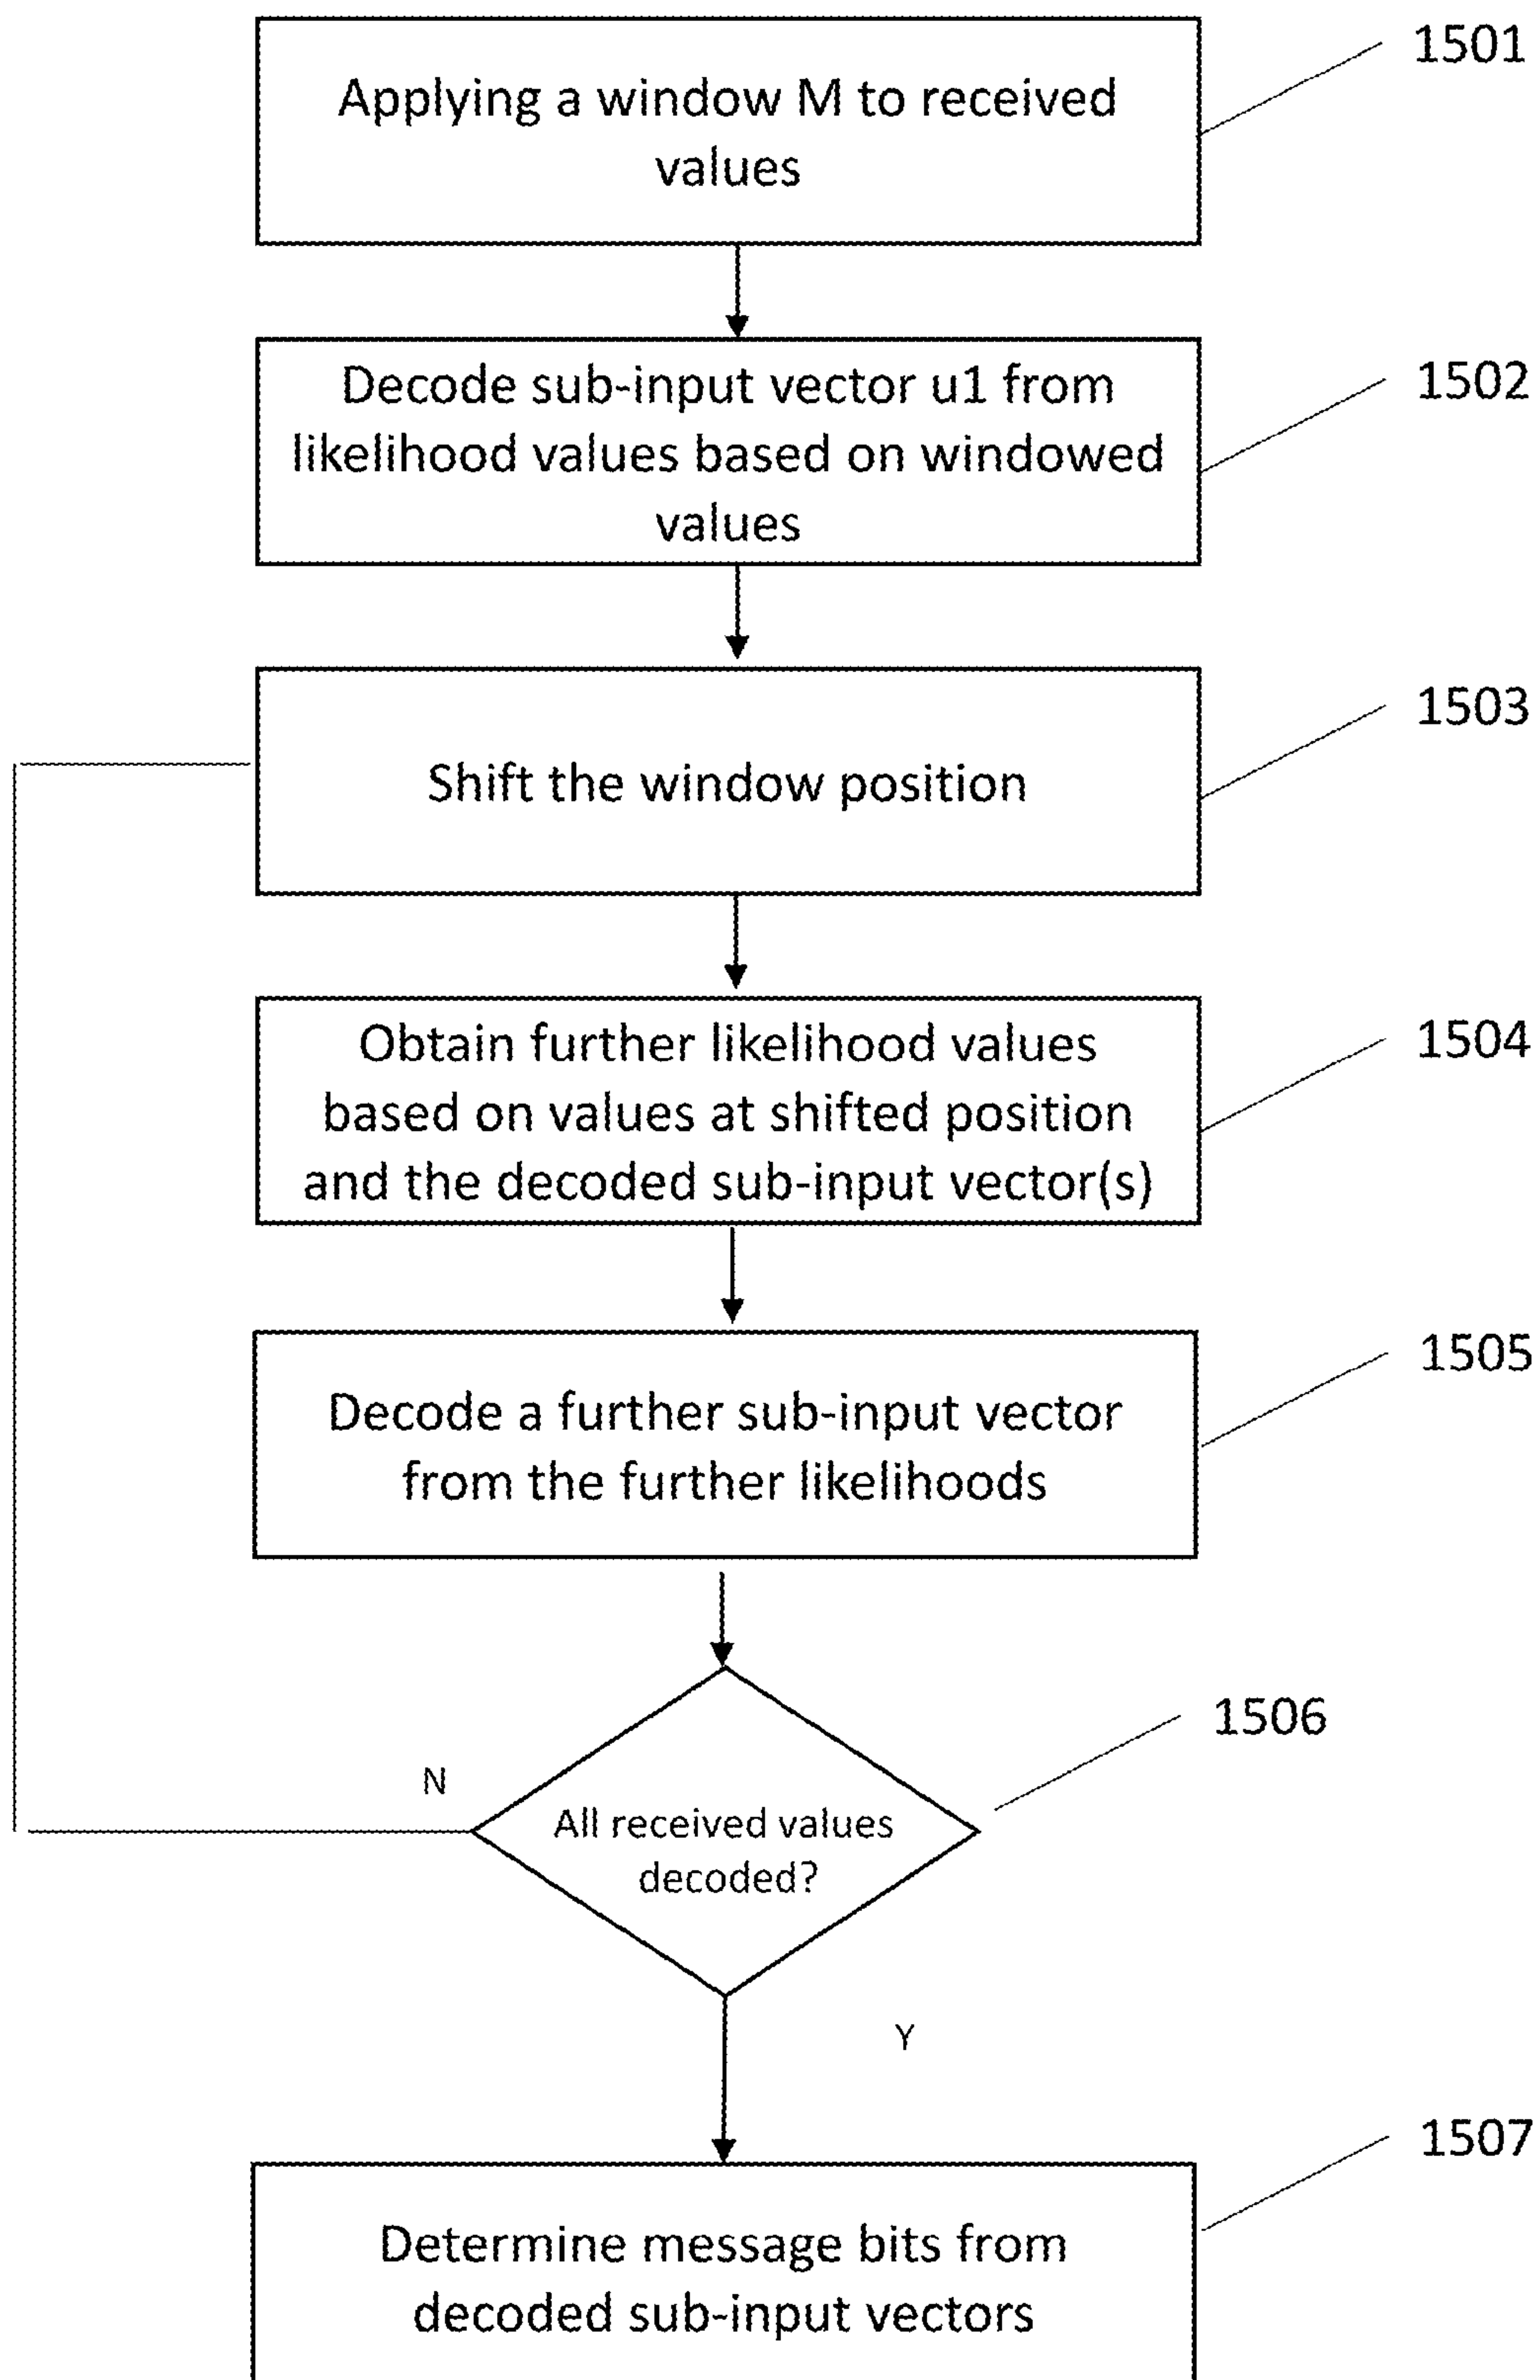 1501
Applying a window M to received
values
1502
Decode sub-input vector u1 from
likelihood values based on windowed
values
1503
Shift the window position
1504
Obtain further likelihood values
based on values at shifted position
and the decoded sub-input vector(s)
1505
Decode a further sub-input vector
from the further likelihoods
1506
N
All received values
decoded?
Y
1507
Determine message bits from
decoded sub-input vectors